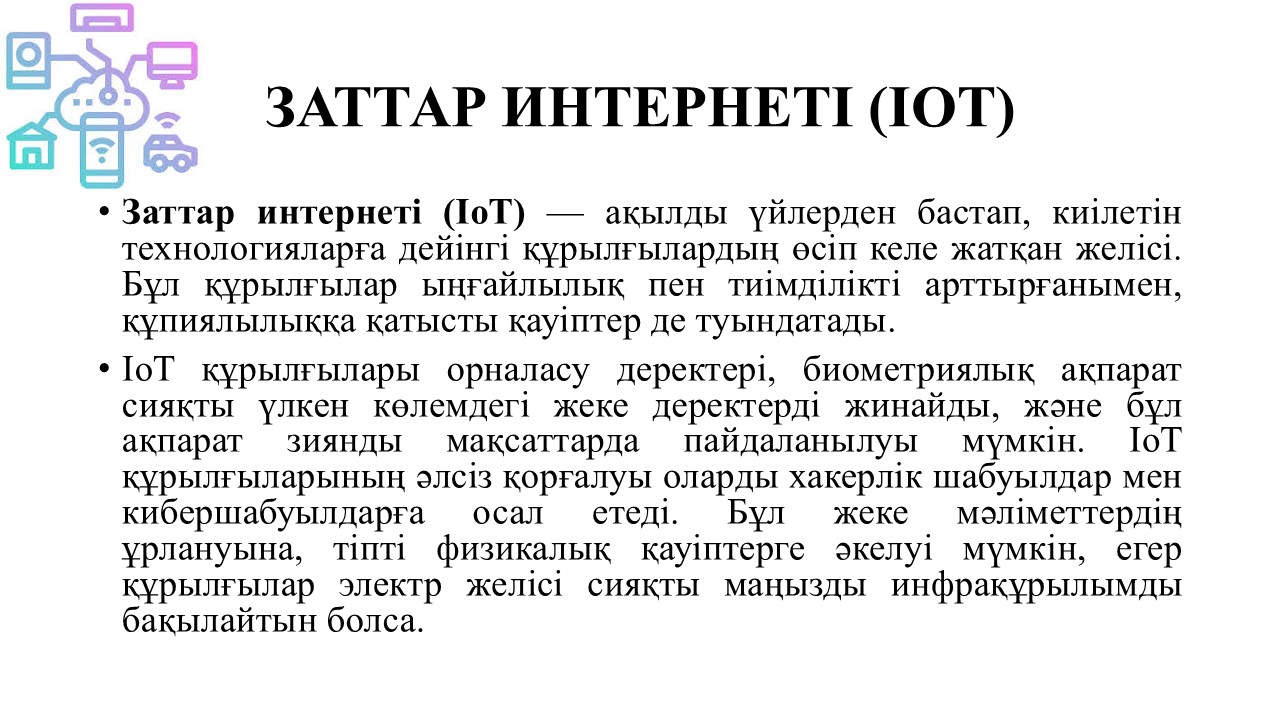 ЗАТТАР ИНТЕРНЕТІ (IOT)
• Заттар интернеті (IoT) — ақылды үйлерден бастап, киілетін
технологияларға дейінгі құрылғылардың өсіп келе жатқан желісі.
Бұл құрылғылар ыңғайлылық пен тиімділікті арттырғанымен,
құпиялылыққа қатысты қауіптер де туындатады.
• IoT құрылғылары орналасу деректері, биометриялық ақпарат
сияқты үлкен көлемдегі жеке деректерді жинайды, және бұл
ақпарат зиянды мақсаттарда пайдаланылуы мүмкін. IoT
құрылғыларының әлсіз қорғалуы оларды хакерлік шабуылдар мен
кибершабуылдарға осал етеді. Бұл жеке мәліметтердің
ұрлануына, тіпті физикалық қауіптерге әкелуі мүмкін, егер
құрылғылар электр желісі сияқты маңызды инфрақұрылымды
бақылайтын болса.